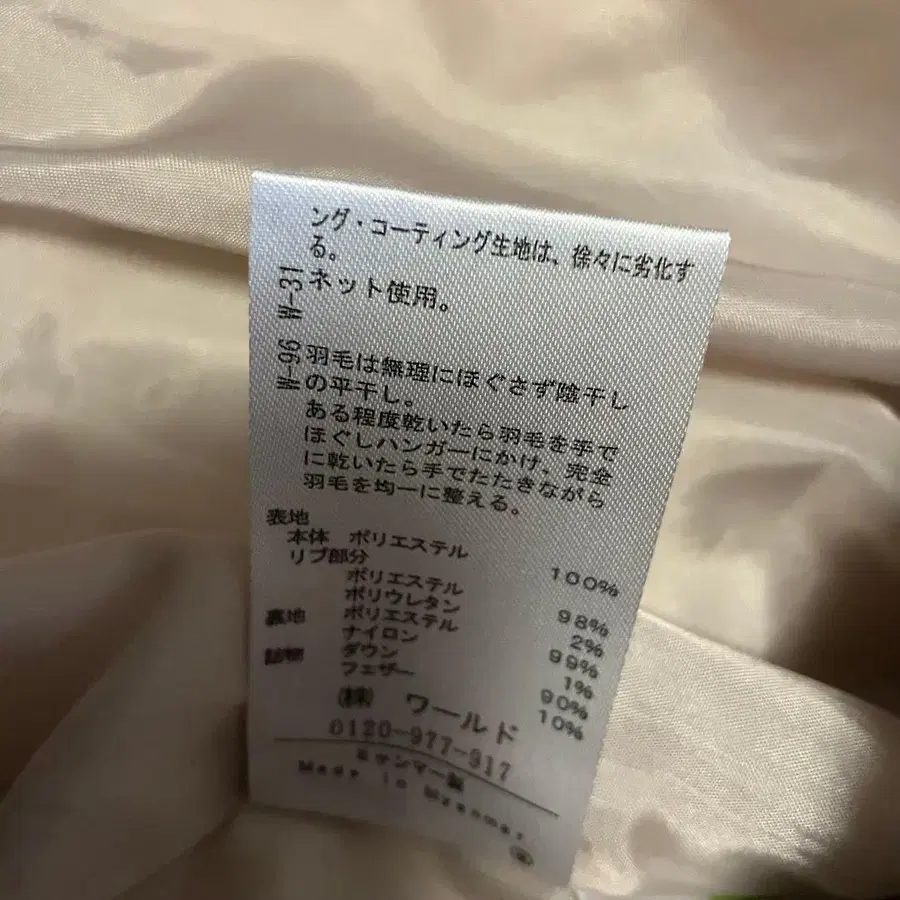 ング・コーティング生地は、徐々に劣化す
る。
W-31 ネット使用。
W-96 羽毛は無理にほぐさず陰干し
の平干し。
ある程度乾いたら羽毛を手で
ほぐしハンガーにかけ、完全
に乾いたら手でたたきながら
羽毛を均一に整える。
表地
本体 ポリエステル 100%
リブ部分
ポリエステル 98%
ポリウレタン 2%
裏地 ポリエステル 99%
ナイロン 1%
詰物 ダウン 90%
フェザー 10%
(株) ワールド
0120-977-917
ミャンマー製
Made in Myanmar